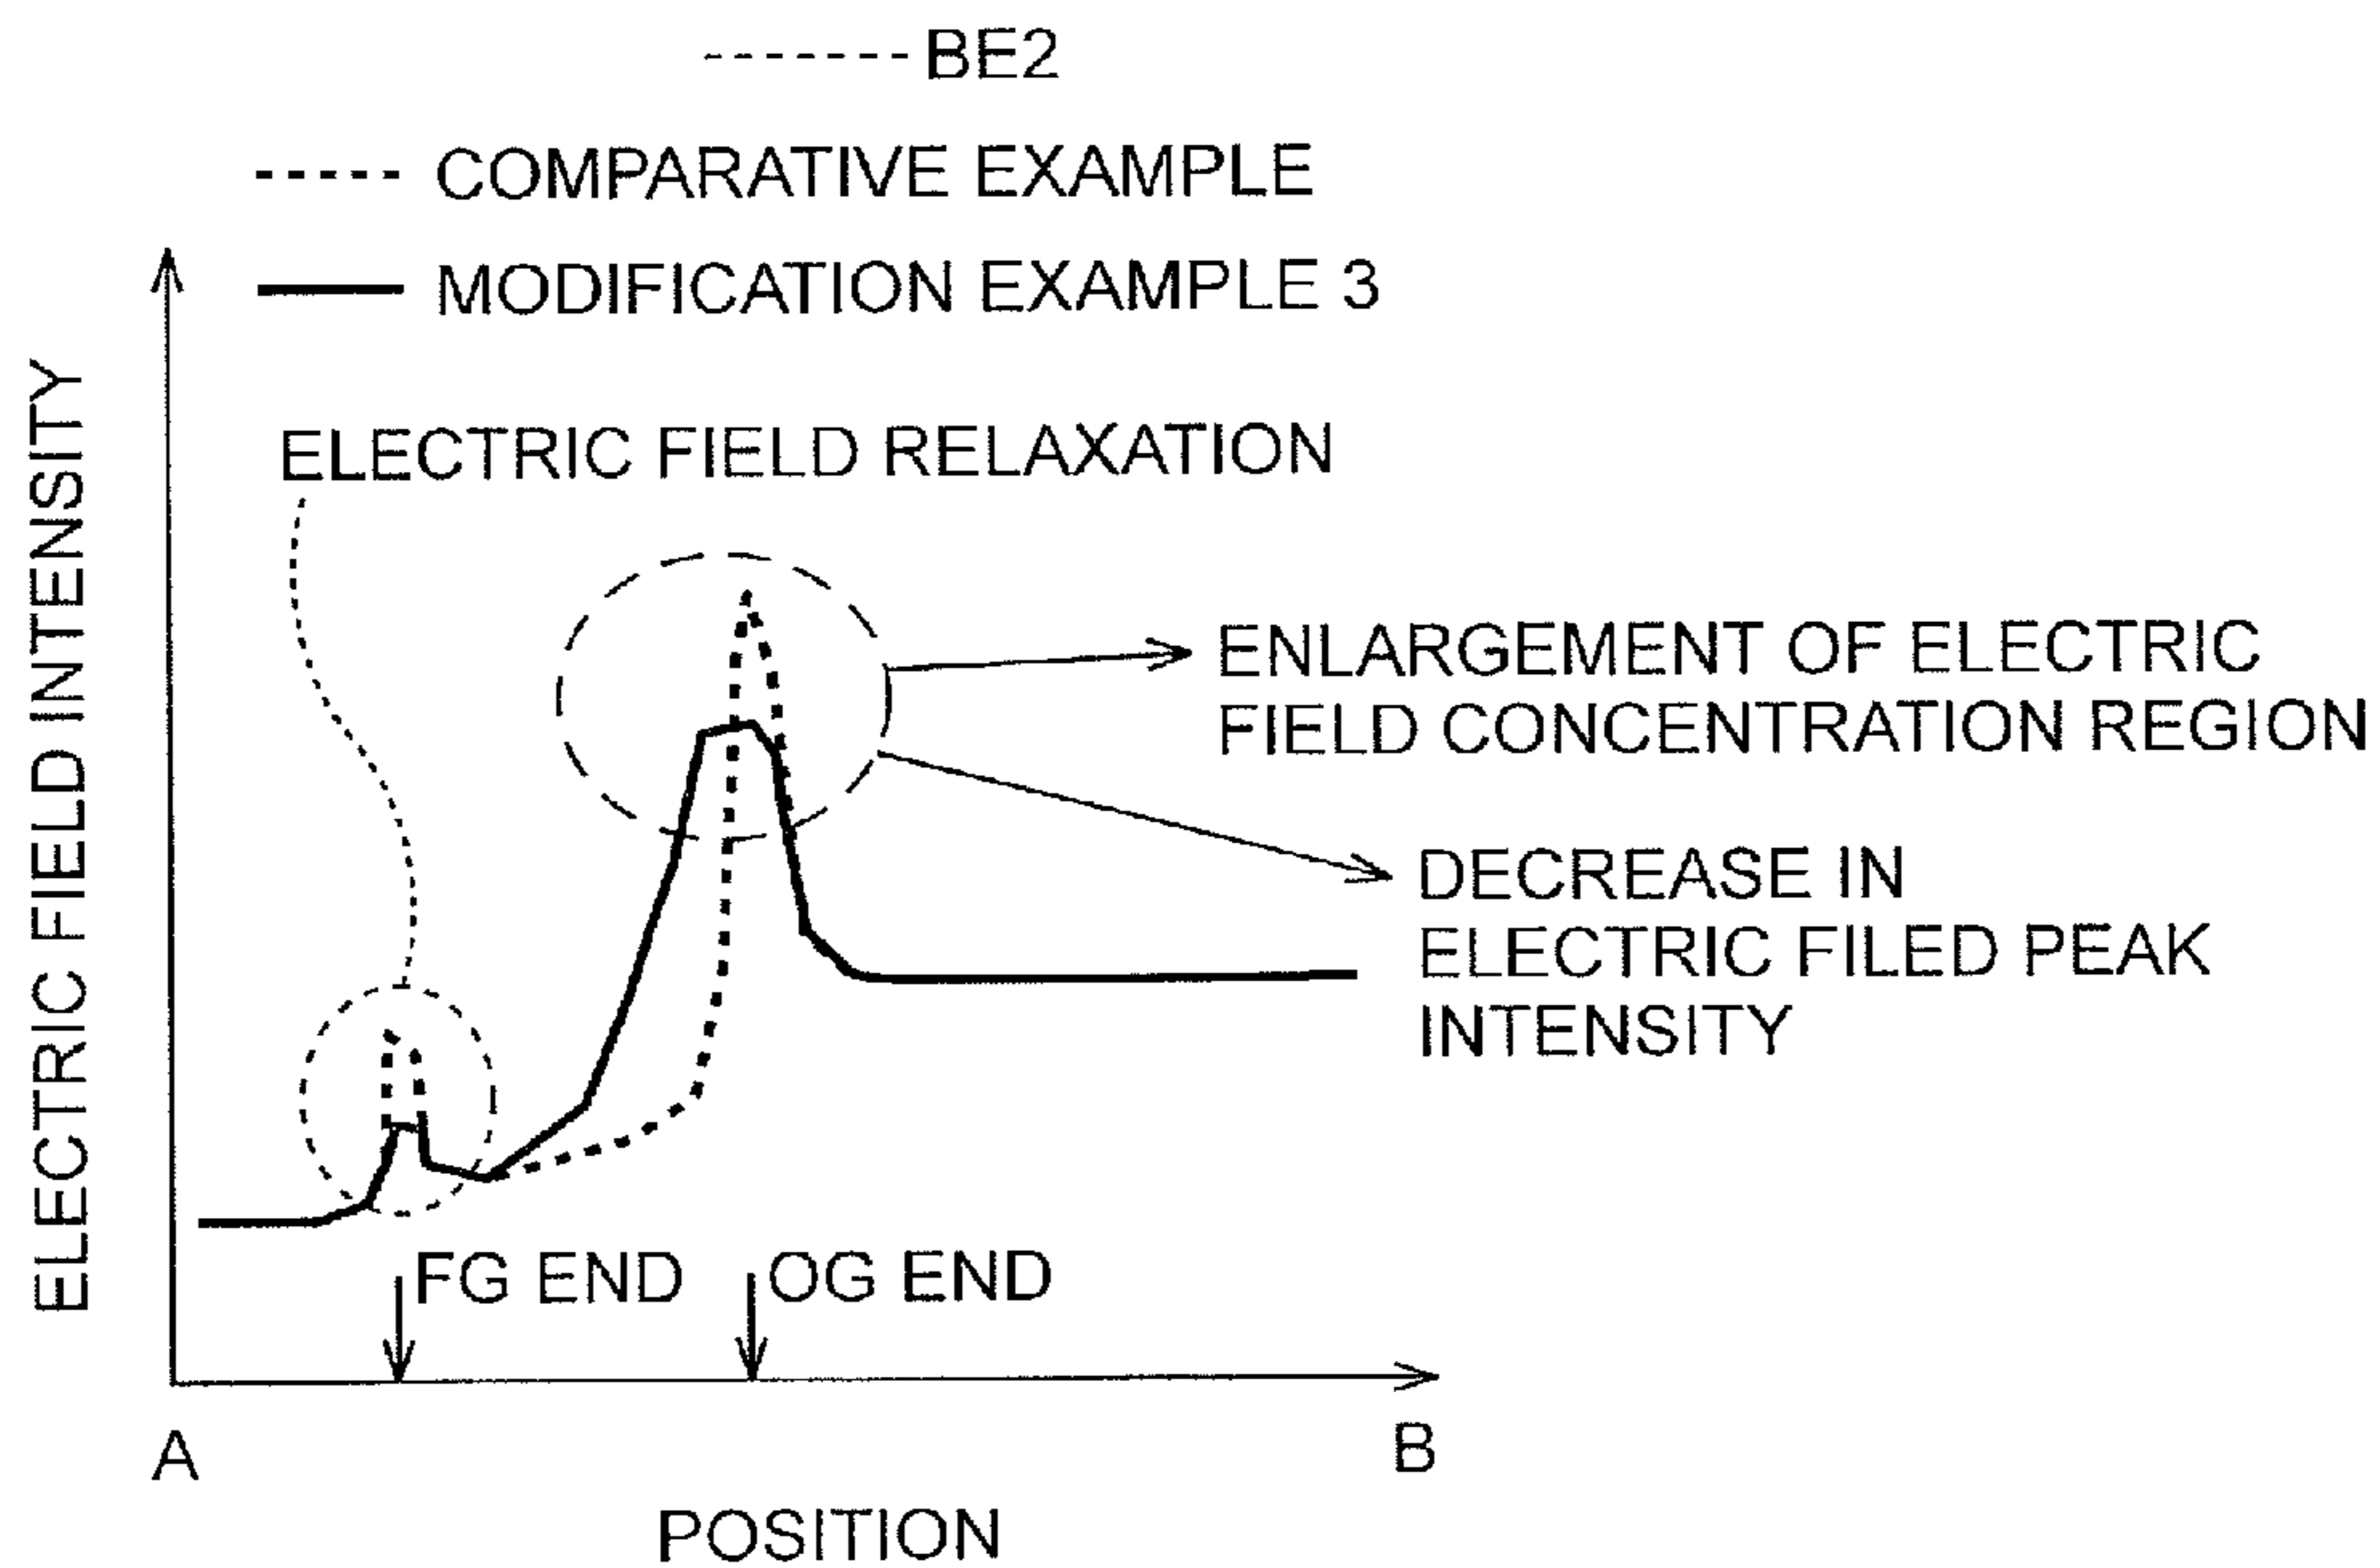 BE2
COMPARATIVE EXAMPLE
MODIFICATION EXAMPLE 3
ELECTRIC FIELD INTENSITY
ELECTRIC FIELD RELAXATION
ENLARGEMENT OF ELECTRIC
FIELD CONCENTRATION REGION
DECREASE IN
ELECTRIC FILED PEAK
INTENSITY
FG END
OG END
A
B
POSITION